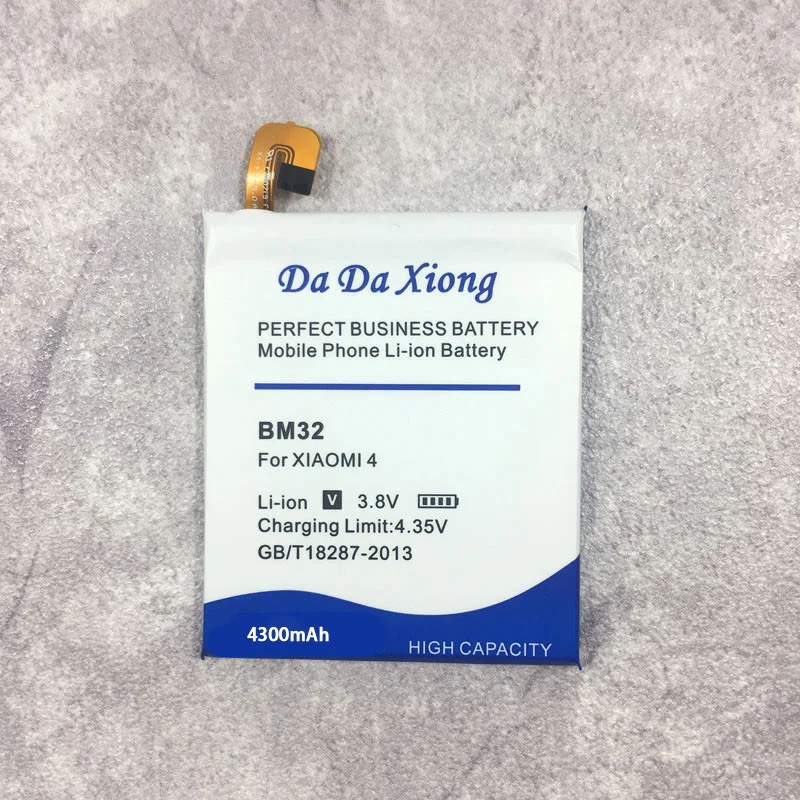 Da Da Xiong
PERFECT BUSINESS BATTERY
Mobile Phone Li-ion Battery
BM32
For XIAOMI 4
Li-ion V 3.8V
Charging Limit:4.35V
GB/T18287-2013
4300mAh
HIGH CAPACITY